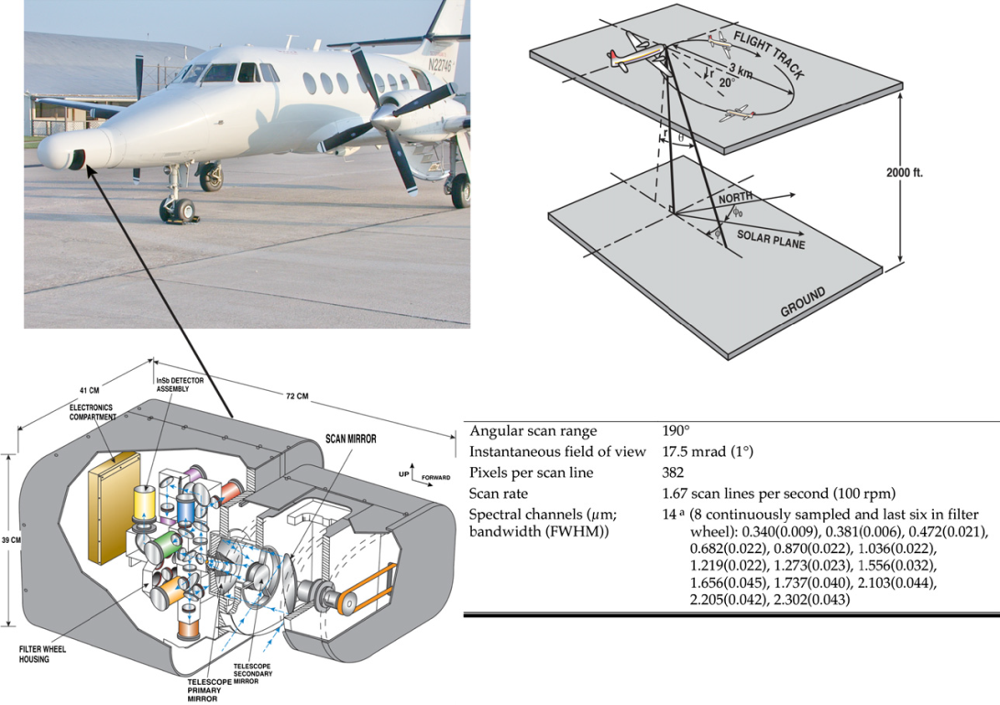 N22746
FLIGHT TRACK
3 km
r
20°
r
θ
2000 ft.
NORTH
φ₀
φ
SOLAR PLANE
GROUND
41 CM
InSb DETECTOR
ASSEMBLY
72 CM
ELECTRONICS
COMPARTMENT
SCAN MIRROR
UP
FORWARD
39 CM
FILTER WHEEL
HOUSING
TELESCOPE
PRIMARY
MIRROR
TELESCOPE
SECONDARY
MIRROR
Angular scan range 190°
Instantaneous field of view 17.5 mrad (1°)
Pixels per scan line 382
Scan rate 1.67 scan lines per second (100 rpm)
Spectral channels (μm; 14 ᵃ (8 continuously sampled and last six in filter
bandwidth (FWHM)) wheel): 0.340(0.009), 0.381(0.006), 0.472(0.021),
0.682(0.022), 0.870(0.022), 1.036(0.022),
1.219(0.022), 1.273(0.023), 1.556(0.032),
1.656(0.045), 1.737(0.040), 2.103(0.044),
2.205(0.042), 2.302(0.043)